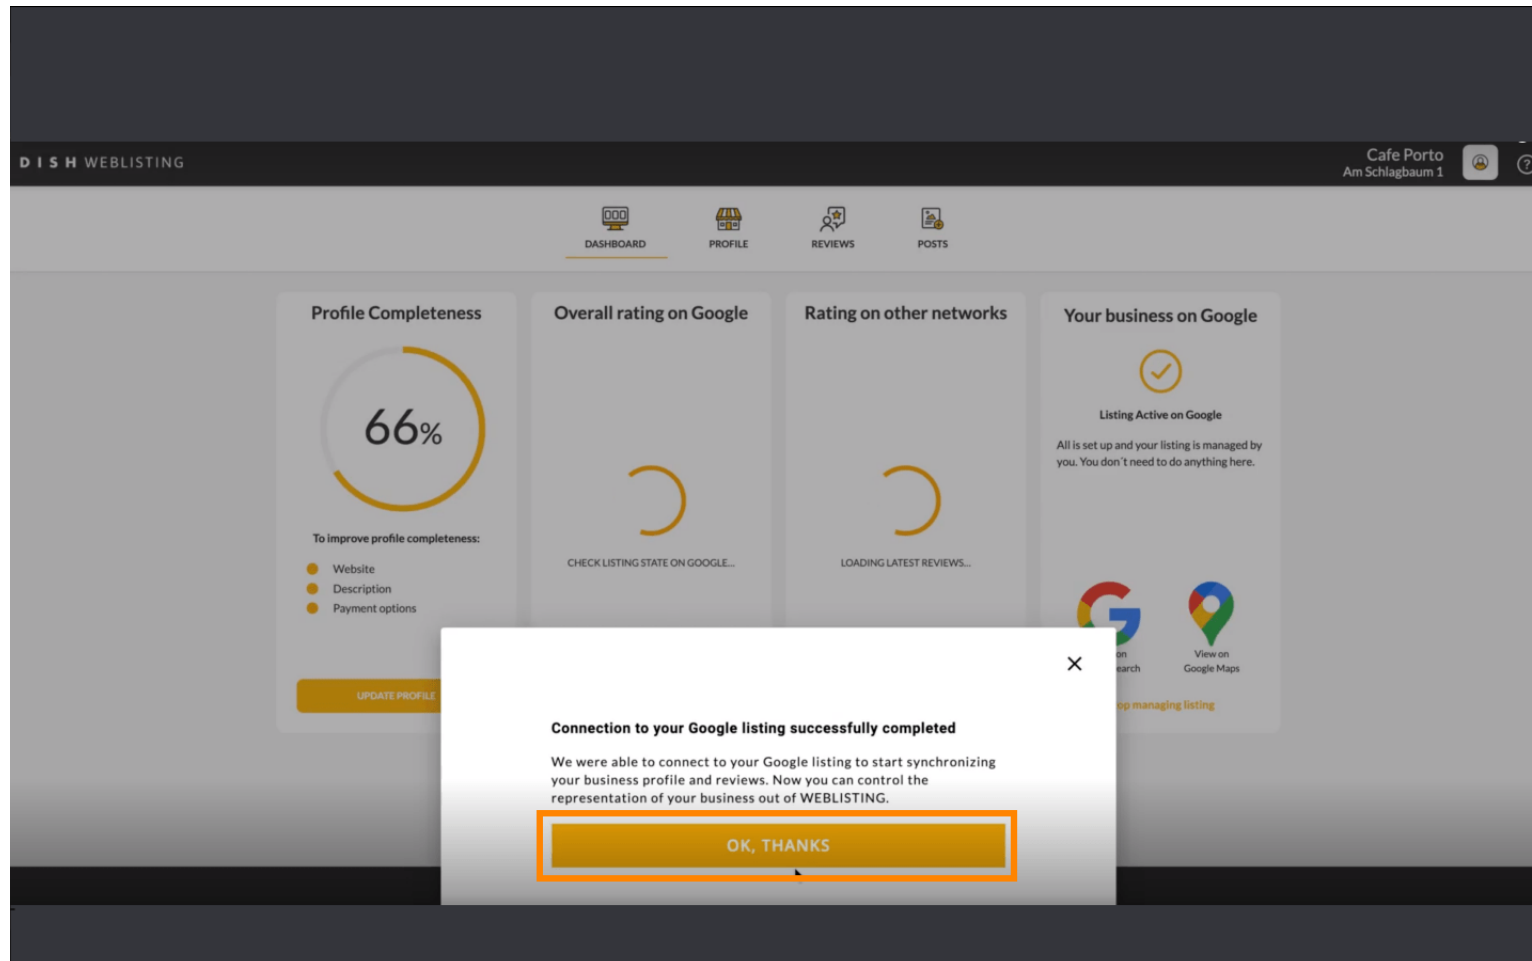 DISH WEBLISTING
Cafe Porto
Am Schlagbaum 1
DASHBOARD
PROFILE
REVIEWS
POSTS
Profile Completeness
66%
To improve profile completeness:
Website
Description
Payment options
UPDATE PROFILE
Overall rating on Google
CHECK LISTING STATE ON GOOGLE...
Rating on other networks
LOADING LATEST REVIEWS...
Your business on Google
Listing Active on Google
All is set up and your listing is managed by
you. You don´t need to do anything here.
on
earch
View on
Google Maps
op managing listing
Connection to your Google listing successfully completed
We were able to connect to your Google listing to start synchronizing
your business profile and reviews. Now you can control the
representation of your business out of WEBLISTING.
OK, THANKS